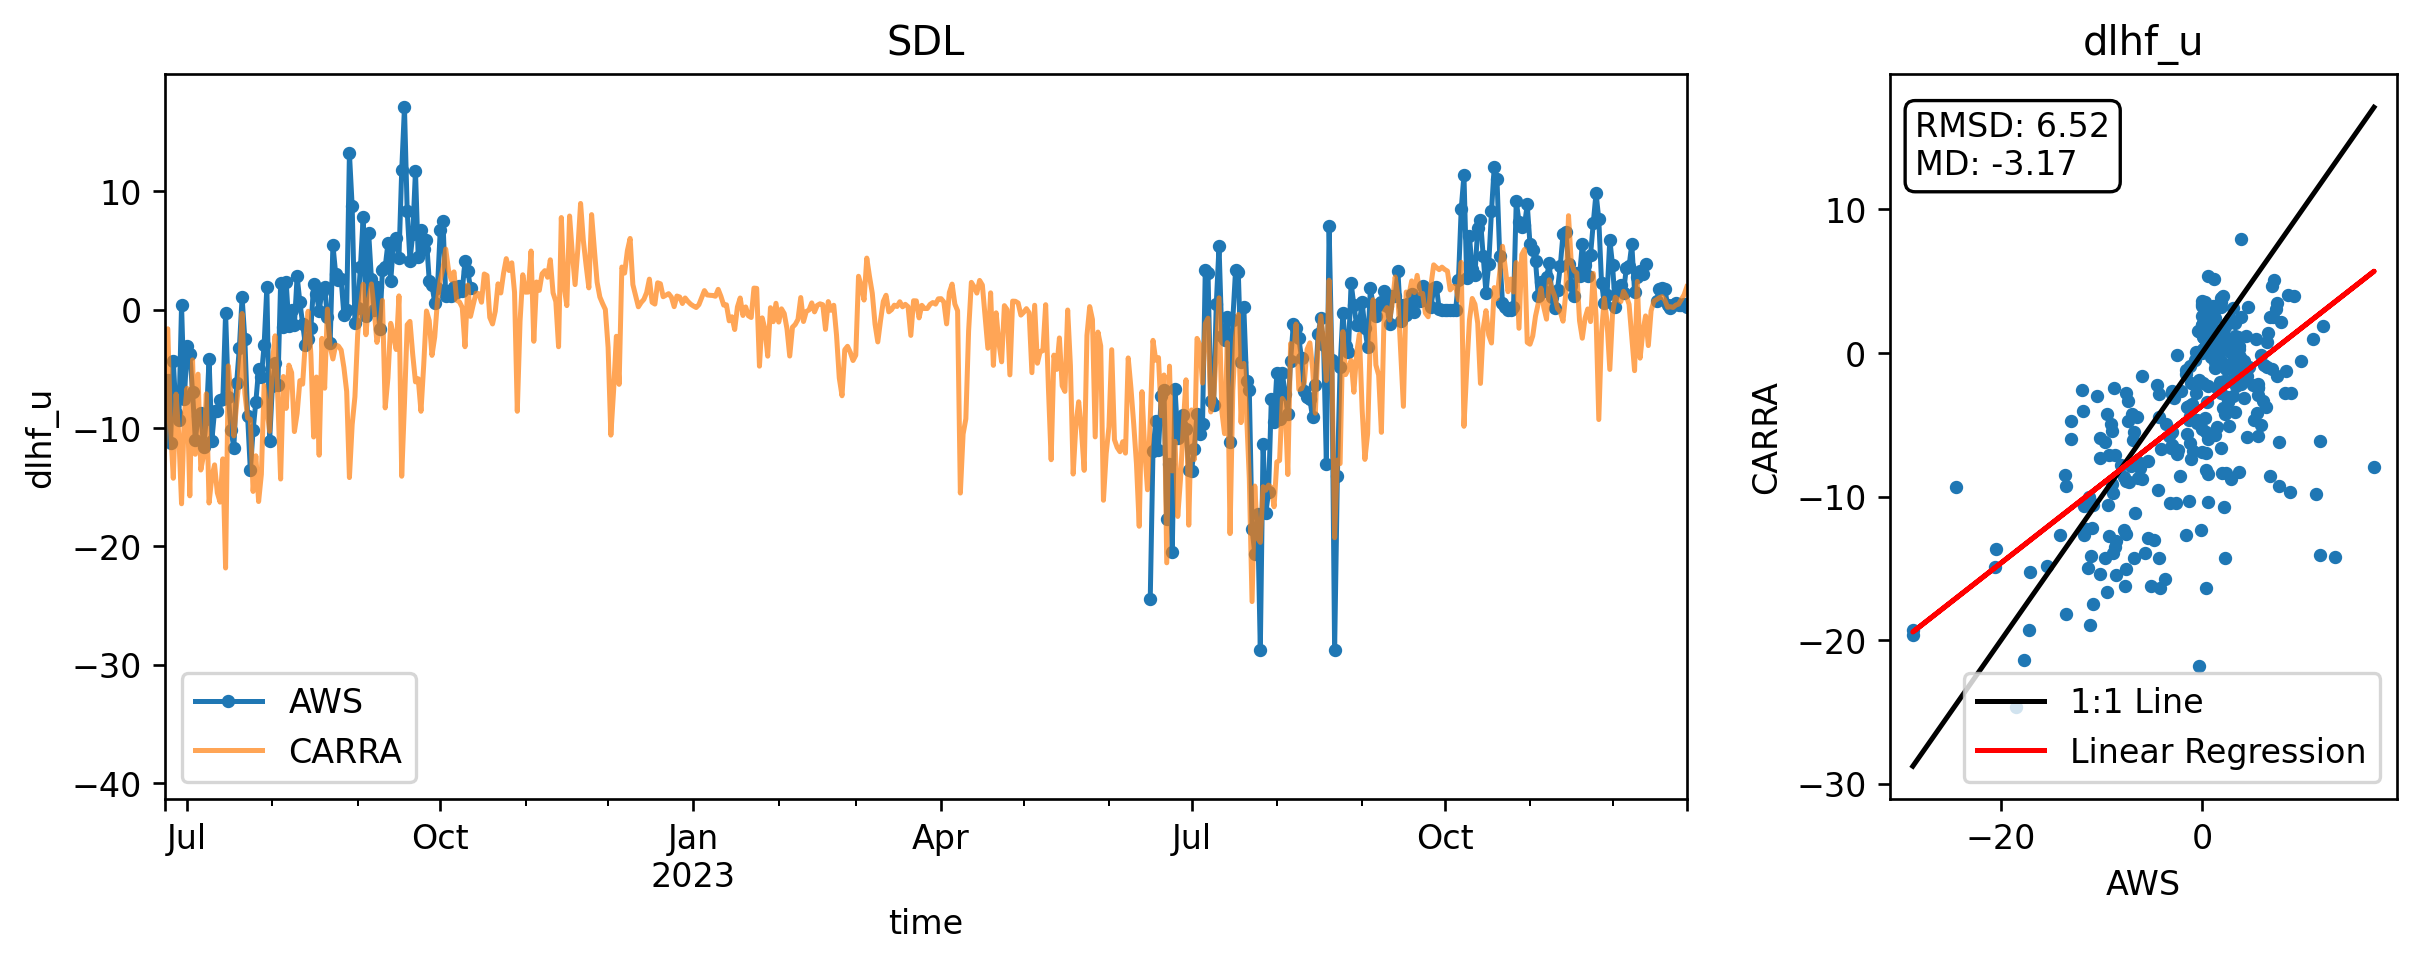 SDL
dlhf_u
10
0
−10
−20
−30
−40
dlhf_u
AWS
CARRA
Jul
Oct
Jan
2023
Apr
Jul
Oct
time
dlhf_u
RMSD: 6.52
MD: -3.17
10
0
−10
−20
−30
CARRA
1:1 Line
Linear Regression
−20
0
AWS